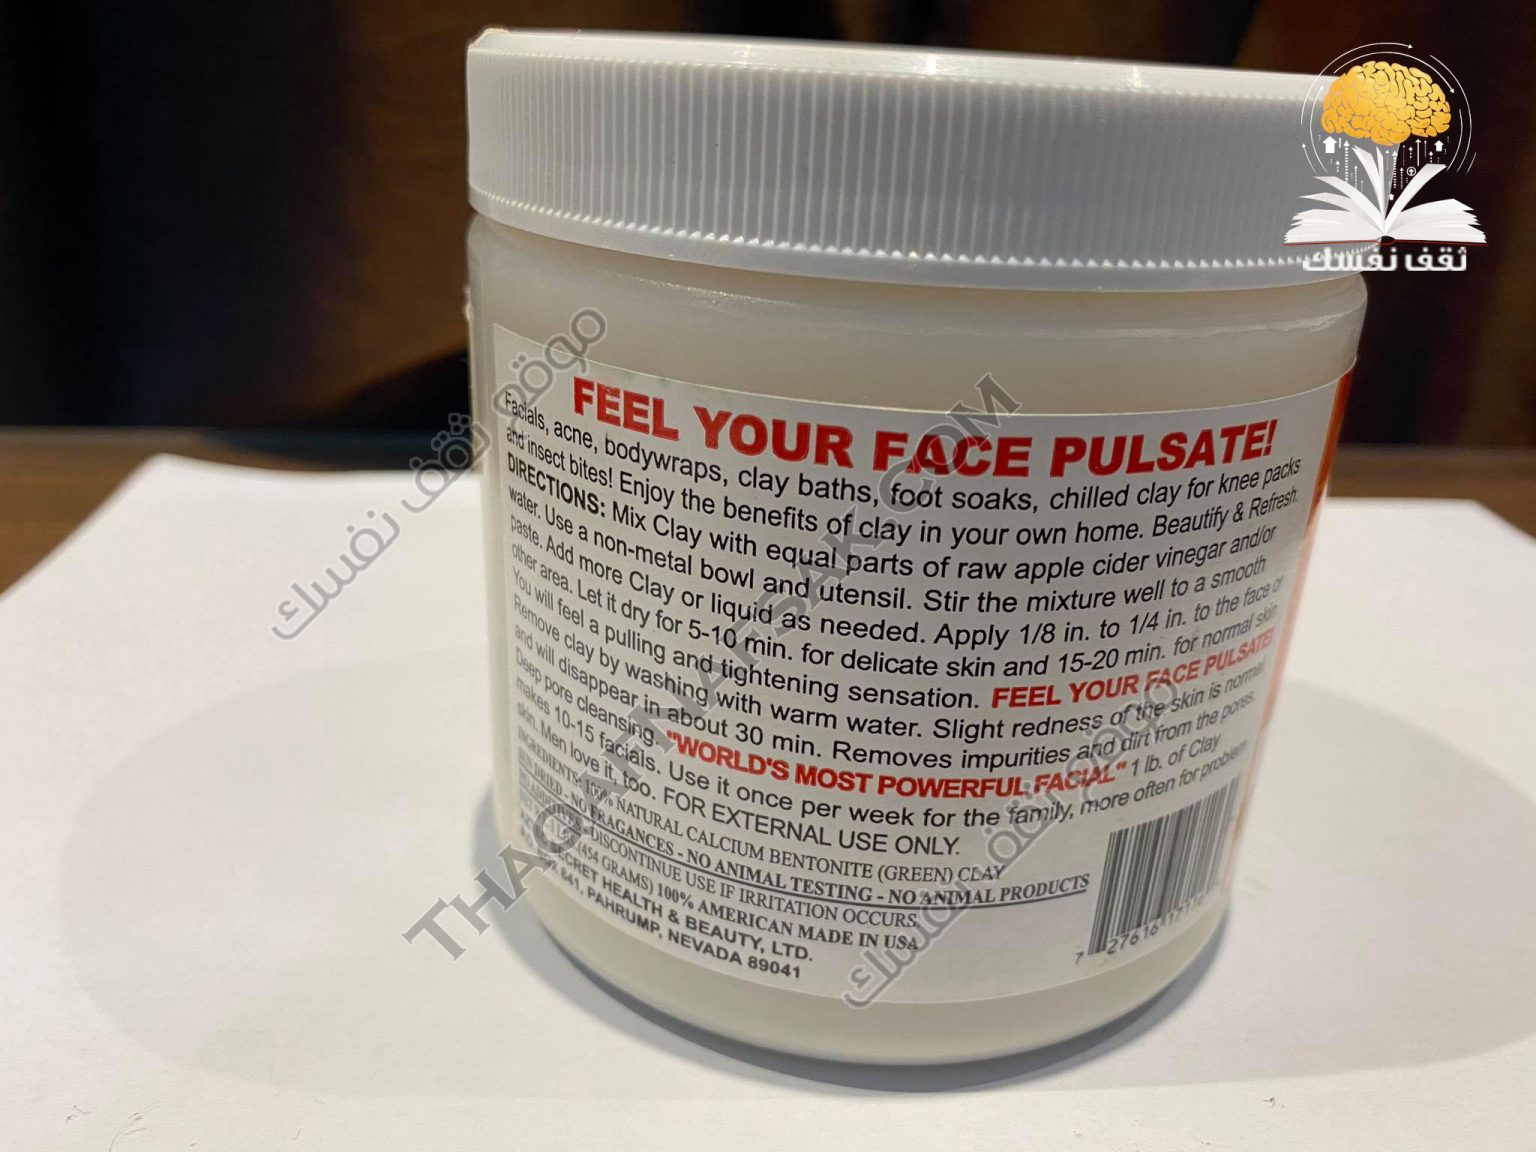 ثقف نفسك
FEEL YOUR FACE PULSATE!
Facials, acne, bodywraps, clay baths, foot soaks, chilled clay for knee packs
and insect bites! Enjoy the benefits of clay in your own home. Beautify & Refresh.
DIRECTIONS: Mix Clay with equal parts of raw apple cider vinegar and/or
water. Use a non-metal bowl and utensil. Stir the mixture well to a smooth
paste. Add more Clay or liquid as needed. Apply 1/8 in. to 1/4 in. to the face or
other area. Let it dry for 5-10 min. for delicate skin and 15-20 min. for normal skin.
You will feel a pulling and tightening sensation. FEEL YOUR FACE PULSATE!
Remove clay by washing with warm water. Slight redness of the skin is normal
and will disappear in about 30 min. Removes impurities and dirt from the pores.
Deep pore cleansing. "WORLD'S MOST POWERFUL FACIAL" 1 lb. of Clay
makes 10-15 facials. Use it once per week for the family, more often for problem
skin. Men love it, too. FOR EXTERNAL USE ONLY.
INGREDIENTS: 100% NATURAL CALCIUM BENTONITE (GREEN) CLAY
SUN DRIED - NO FRAGANCES - NO ANIMAL TESTING - NO ANIMAL PRODUCTS
NO ADDITIVES - DISCONTINUE USE IF IRRITATION OCCURS.
(454 GRAMS) 100% AMERICAN MADE IN USA
SECRET HEALTH & BEAUTY, LTD.
841, PAHRUMP, NEVADA 89041
7 27616 
موقع ثقف نفسك
THAQAFNAFSAK.COM
موقع ثقف نفسك